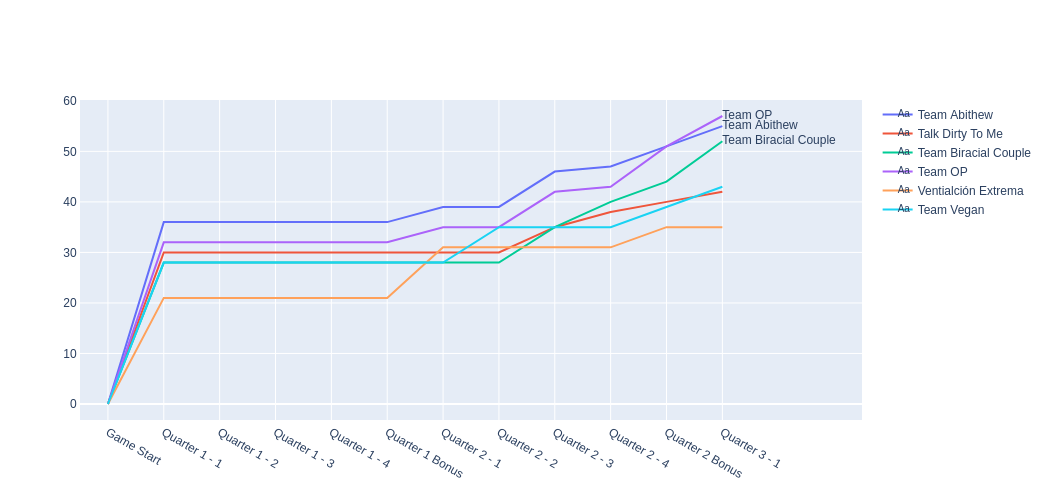 60
50
40
30
20
10
0
Team OP
Team Abithew
Team Biracial Couple
Game Start
Quarter 1 - 1
Quarter 1 - 2
Quarter 1 - 3
Quarter 1 - 4
Quarter 1 Bonus
Quarter 2 - 1
Quarter 2 - 2
Quarter 2 - 3
Quarter 2 - 4
Quarter 2 Bonus
Quarter 3 - 1
Aa Team Abithew
Aa Talk Dirty To Me
Aa Team Biracial Couple
Aa Team OP
Aa Ventialción Extrema
Aa Team Vegan